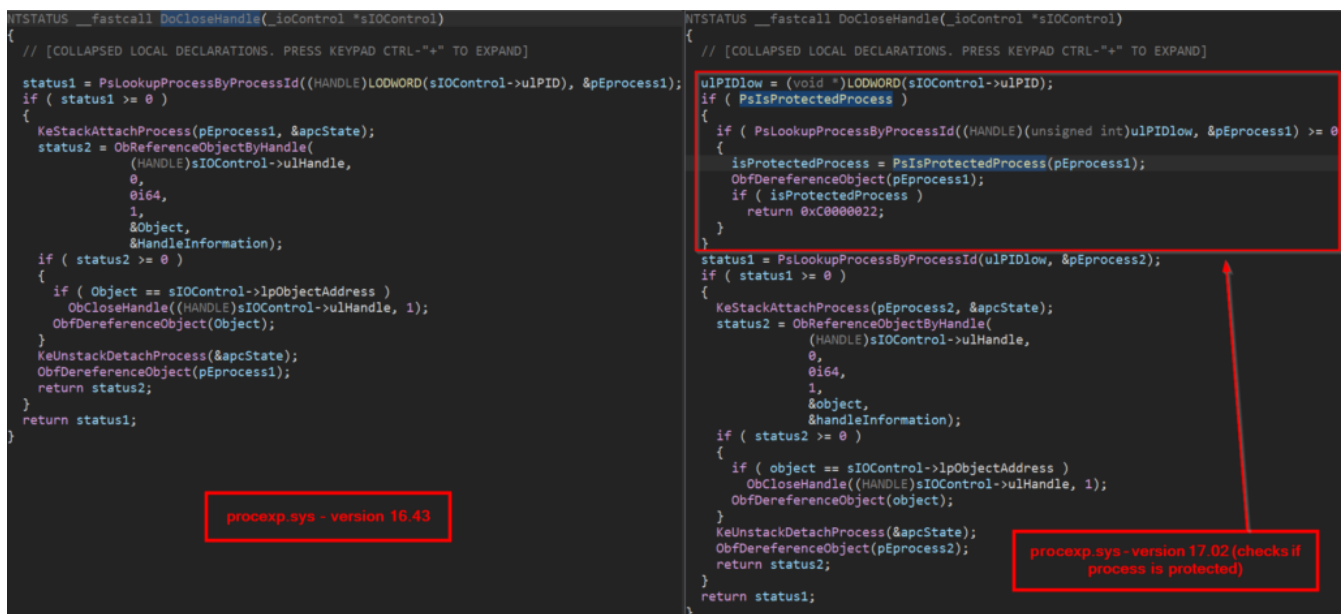 NTSTATUS __fastcall DoCloseHandle(_ioControl *sIOControl)
{
// [COLLAPSED LOCAL DECLARATIONS. PRESS KEYPAD CTRL-"+" TO EXPAND]
status1 = PsLookupProcessByProcessId((HANDLE)LODWORD(sIOControl->ulPID), &pEprocess1);
if ( status1 >= 0 )
{
KeStackAttachProcess(pEprocess1, &apcState);
status2 = ObReferenceObjectByHandle(
(HANDLE)sIOControl->ulHandle,
0,
0i64,
1,
&Object,
&HandleInformation);
if ( status2 >= 0 )
{
if ( Object == sIOControl->lpObjectAddress )
ObCloseHandle((HANDLE)sIOControl->ulHandle, 1);
ObfDereferenceObject(Object);
}
KeUnstackDetachProcess(&apcState);
ObfDereferenceObject(pEprocess1);
return status2;
}
return status1;
}
procexp.sys - version 16.43
NTSTATUS __fastcall DoCloseHandle(_ioControl *sIOControl)
{
// [COLLAPSED LOCAL DECLARATIONS. PRESS KEYPAD CTRL-"+" TO EXPAND]
ulPIDlow = (void *)LODWORD(sIOControl->ulPID);
if ( PsIsProtectedProcess )
{
if ( PsLookupProcessByProcessId((HANDLE)(unsigned int)ulPIDlow, &pEprocess1) >= 0
{
isProtectedProcess = PsIsProtectedProcess(pEprocess1);
ObfDereferenceObject(pEprocess1);
if ( isProtectedProcess )
return 0xC0000022;
}
}
status1 = PsLookupProcessByProcessId(ulPIDlow, &pEprocess2);
if ( status1 >= 0 )
{
KeStackAttachProcess(pEprocess2, &apcState);
status2 = ObReferenceObjectByHandle(
(HANDLE)sIOControl->ulHandle,
0,
0i64,
1,
&object,
&handleInformation);
if ( status2 >= 0 )
{
if ( object == sIOControl->lpObjectAddress )
ObCloseHandle((HANDLE)sIOControl->ulHandle, 1);
ObfDereferenceObject(object);
}
KeUnstackDetachProcess(&apcState);
ObfDereferenceObject(pEprocess2);
return status2;
}
return status1;
}
procexp.sys - version 17.02 (checks if
process is protected)